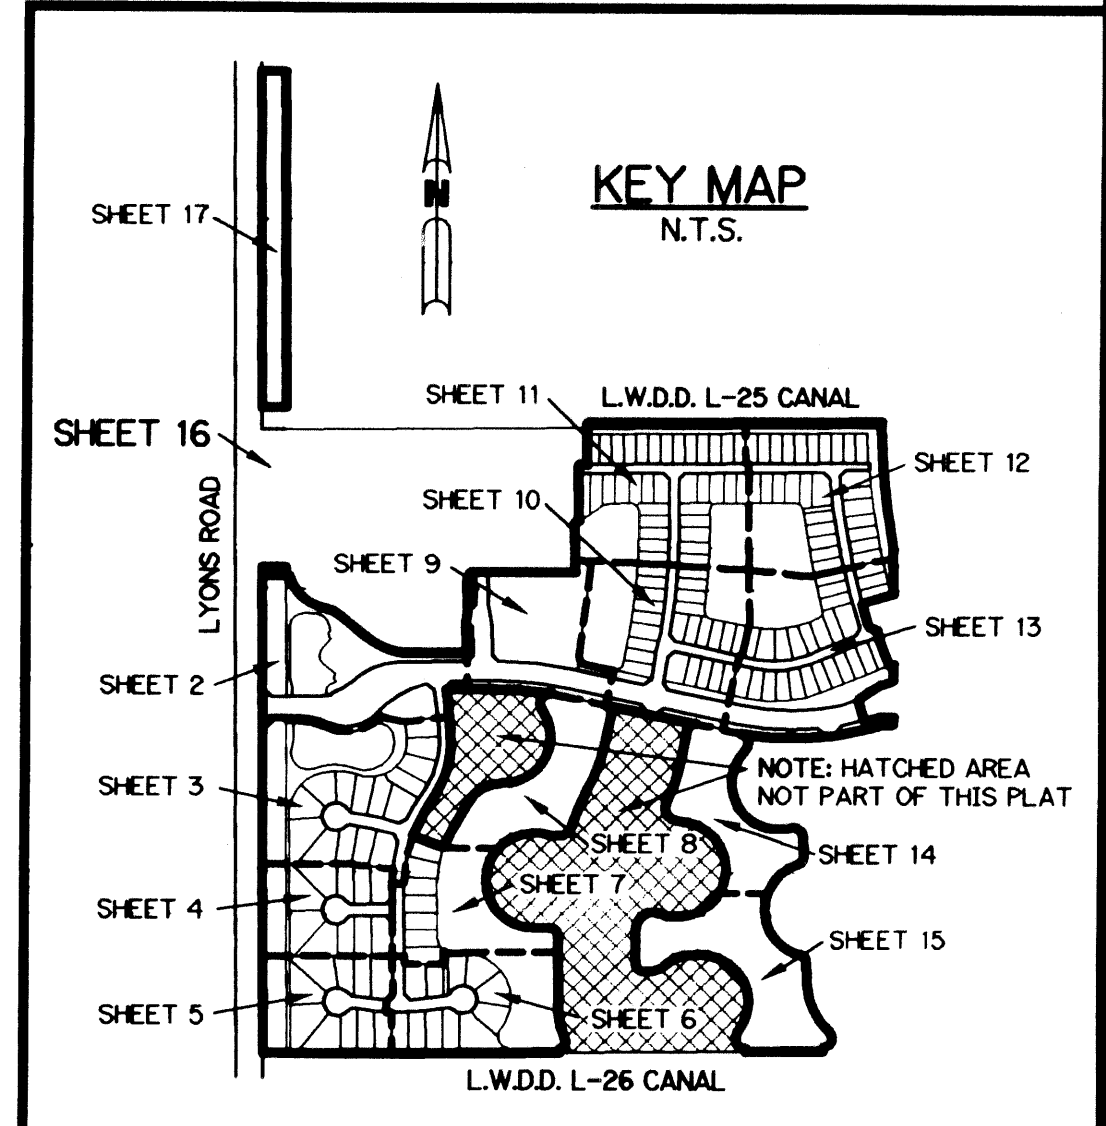 KEY MAP
N.T.S.
N
SHEET 17
SHEET 11
L.W.D.D. L-25 CANAL
SHEET 16
SHEET 12
SHEET 10
LYONS ROAD
SHEET 9
SHEET 13
SHEET 2
NOTE: HATCHED AREA
NOT PART OF THIS PLAT
SHEET 3
SHEET 8
SHEET 14
SHEET 7
SHEET 4
SHEET 15
SHEET 5
SHEET 6
L.W.D.D. L-26 CANAL